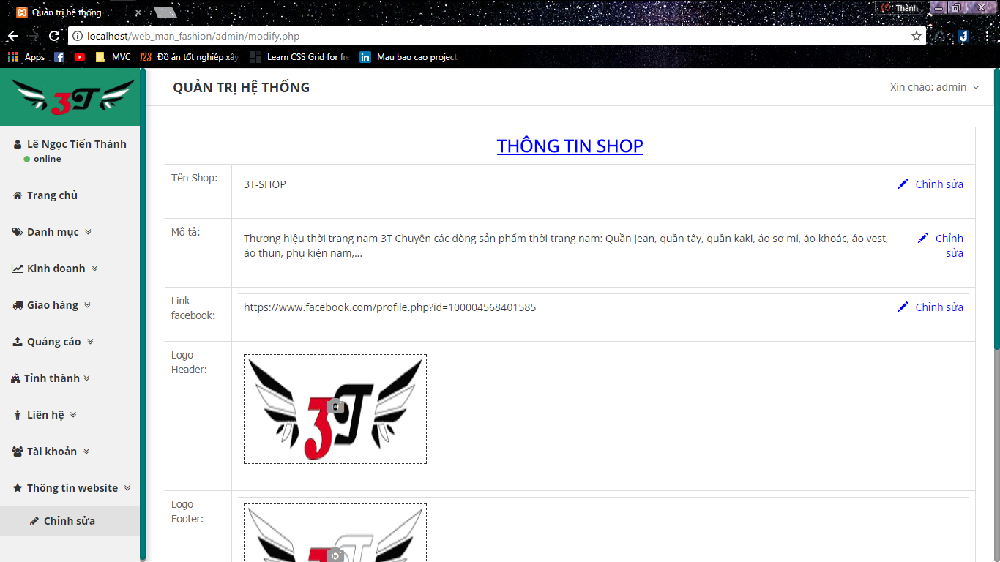 Quản trị hệ thống
Thành
localhost/web_man_fashion/admin/modify.php
Apps
MVC
123
Đồ án tốt nghiệp xây
Learn CSS Grid for fre
in
Mau bao cao project
3T
QUẢN TRỊ HỆ THỐNG
Xin chào: admin
Lê Ngọc Tiến Thành
online
Trang chủ
Danh mục
Kinh doanh
Giao hàng
Quảng cáo
Tỉnh thành
Liên hệ
Tài khoản
Thông tin website
Chỉnh sửa
THÔNG TIN SHOP
Tên Shop:
3T-SHOP
Chỉnh sửa
Mô tả:
Thương hiệu thời trang nam 3T Chuyên các dòng sản phẩm thời trang nam: Quần jean, quần tây, quần kaki, áo sơ mi, áo khoác, áo vest,
áo thun, phụ kiện nam,...
Chỉnh
sửa
Link
facebook:
https://www.facebook.com/profile.php?id=100004568401585
Chỉnh sửa
Logo
Header:
3T
Logo
Footer:
3T